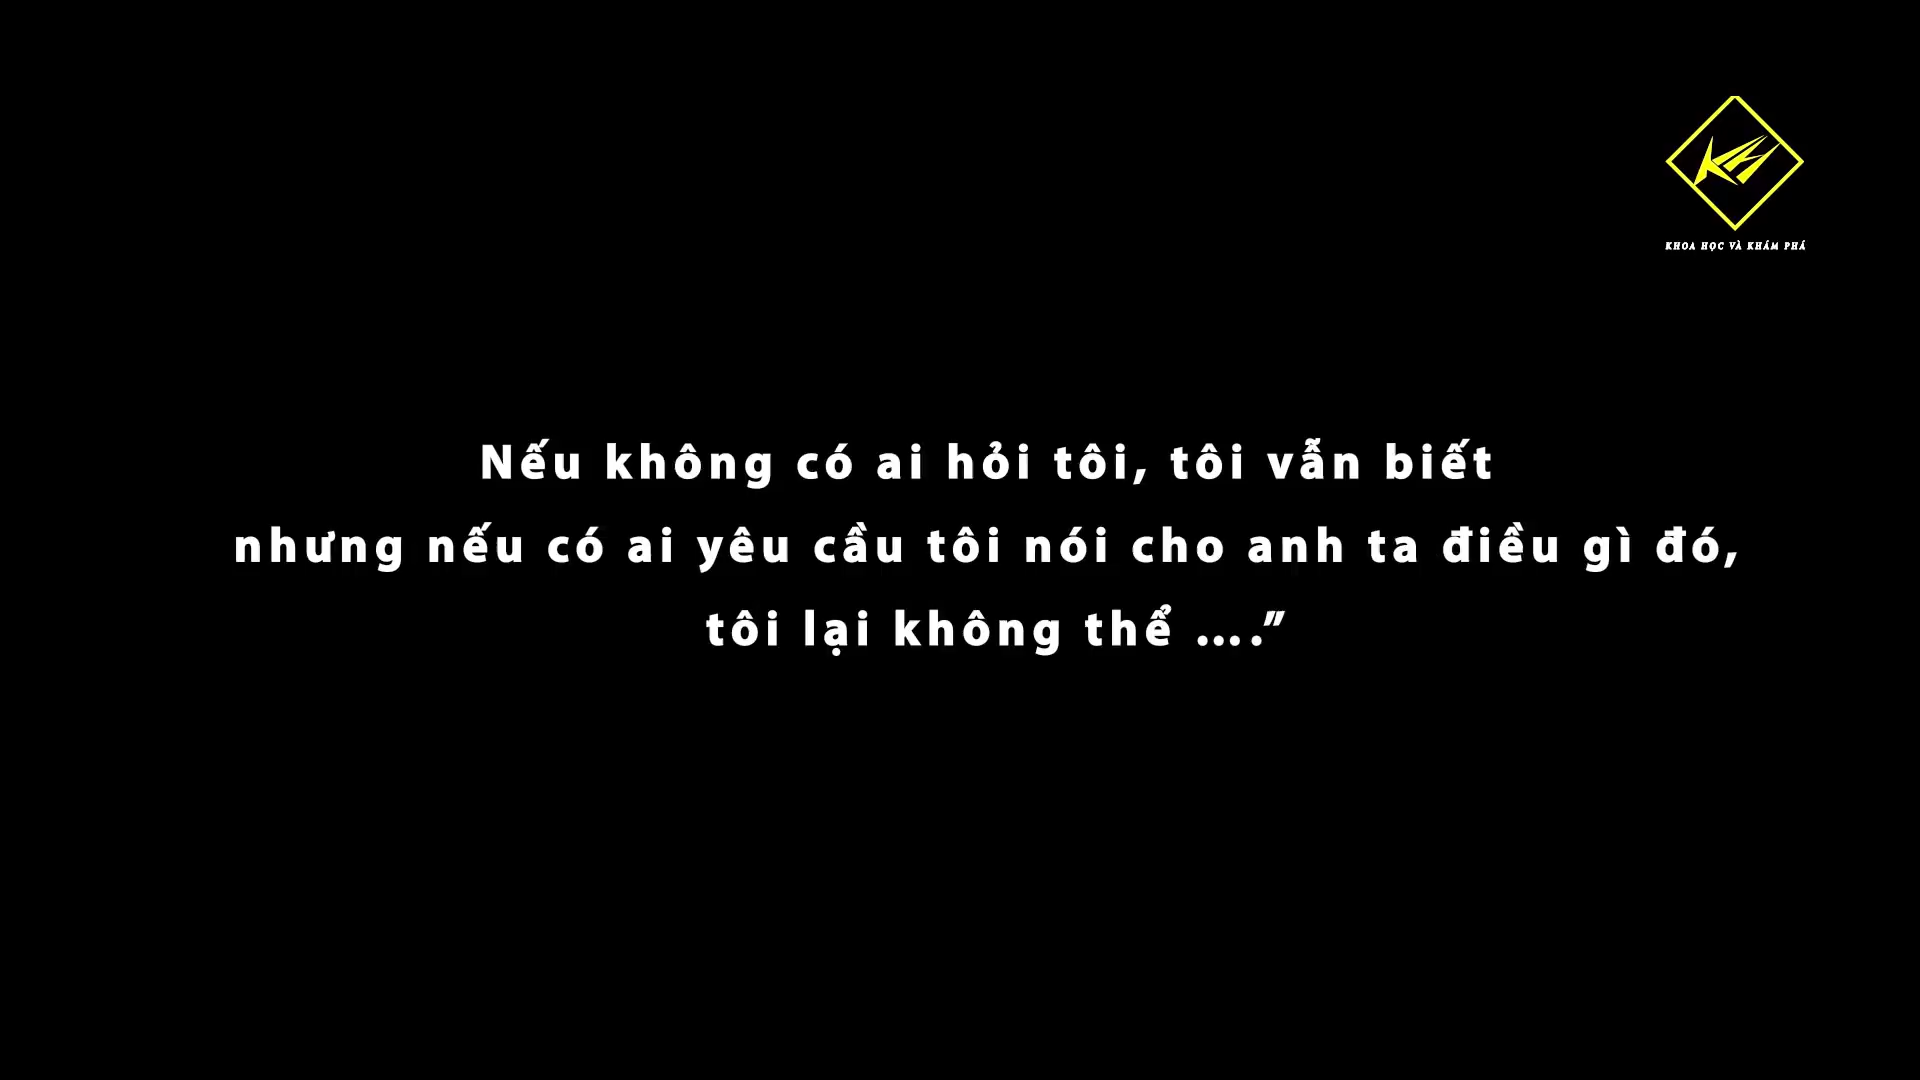 KHOA HỌC VÀ KHÁM PHÁ
Nếu không có ai hỏi tôi, tôi vẫn biết
nhưng nếu có ai yêu cầu tôi nói cho anh ta điều gì đó,
tôi lại không thể ....”